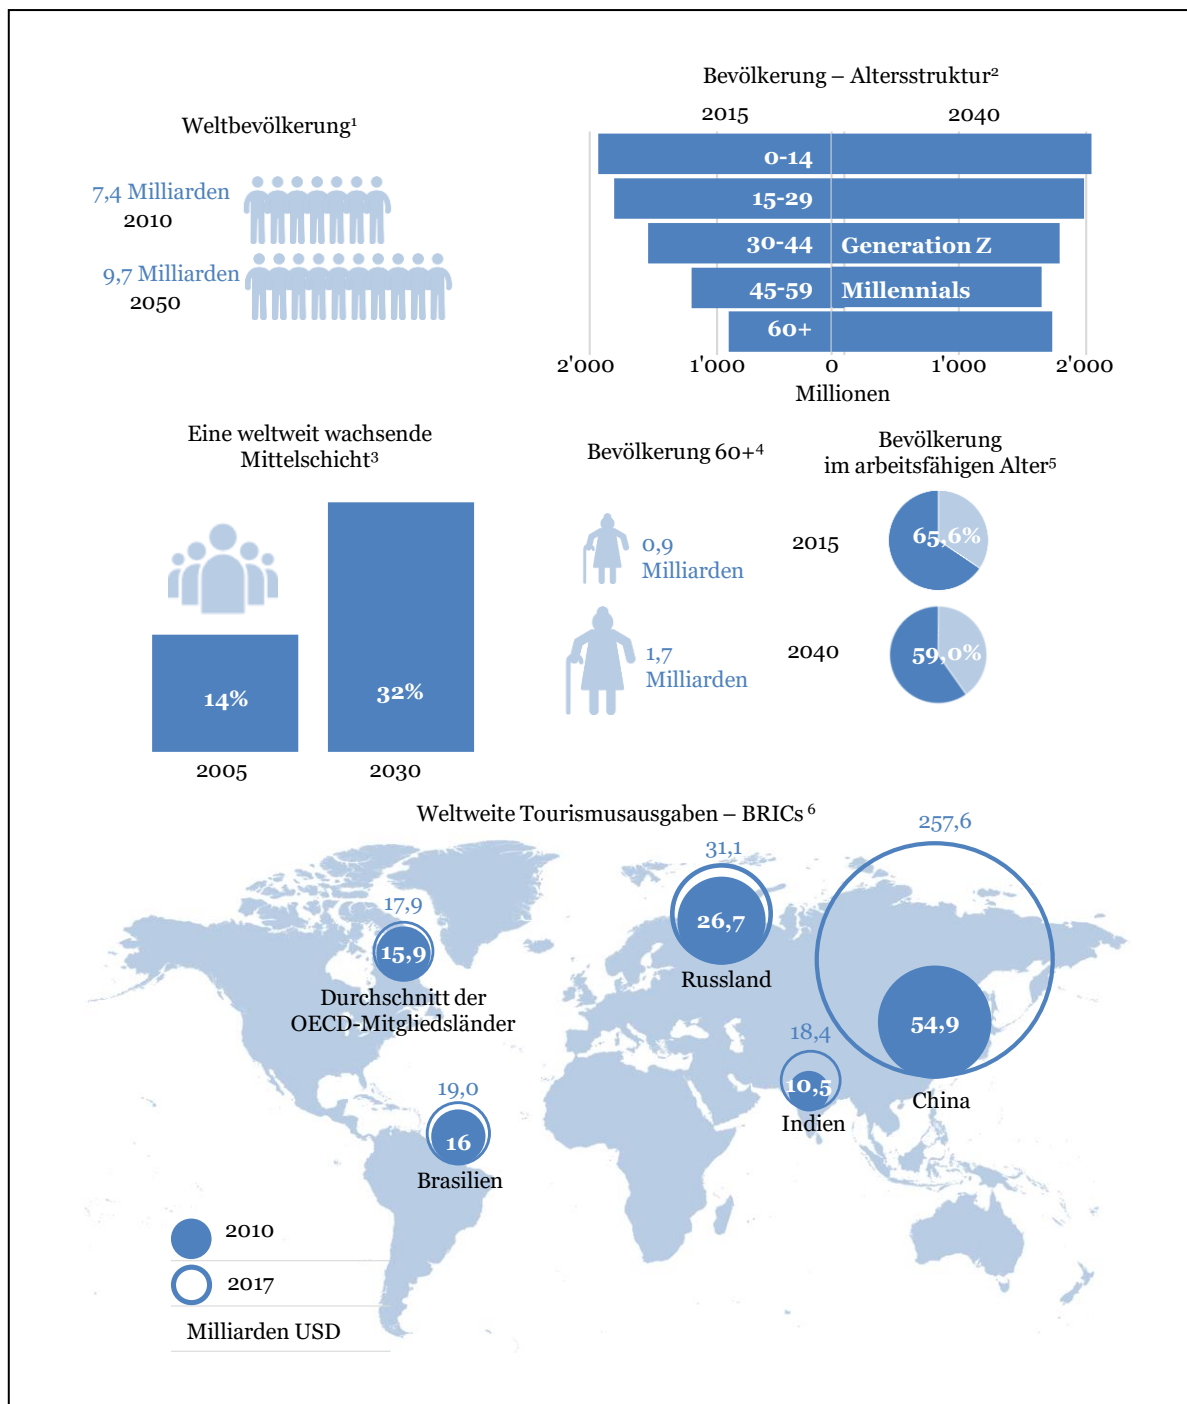 Weltbevölkerung¹
7,4 Milliarden
2010
9,7 Milliarden
2050
Bevölkerung – Altersstruktur²
2015 2040
0-14
15-29
30-44 Generation Z
45-59 Millennials
60+
2'000 1'000 0 1'000 2'000
Millionen
Eine weltweit wachsende
Mittelschicht³
14% 32%
2005 2030
Bevölkerung 60+⁴
0,9
Milliarden
1,7
Milliarden
Bevölkerung
im arbeitsfähigen Alter⁵
2015 65,6%
2040 59,0%
Weltweite Tourismusausgaben – BRICs ⁶
17,9
15,9
Durchschnitt der
OECD-Mitgliedsländer
31,1
26,7
Russland
257,6
54,9
China
18,4
10,5
Indien
19,0
16
Brasilien
2010
2017
Milliarden USD